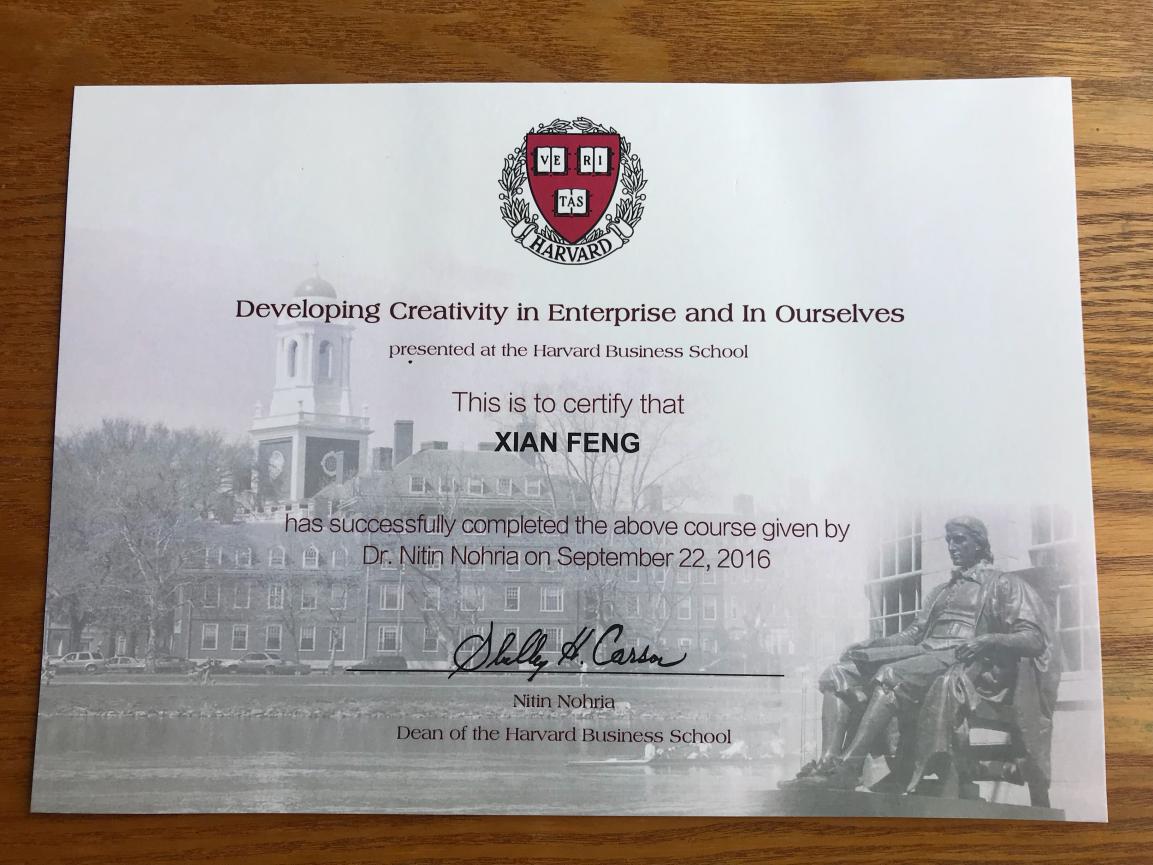 VE RI
TAS
HARVARD
Developing Creativity in Enterprise and In Ourselves
presented at the Harvard Business School
This is to certify that
XIAN FENG
has successfully completed the above course given by
Dr. Nitin Nohria on September 22, 2016
Shelley H. Carson
Nitin Nohria
Dean of the Harvard Business School